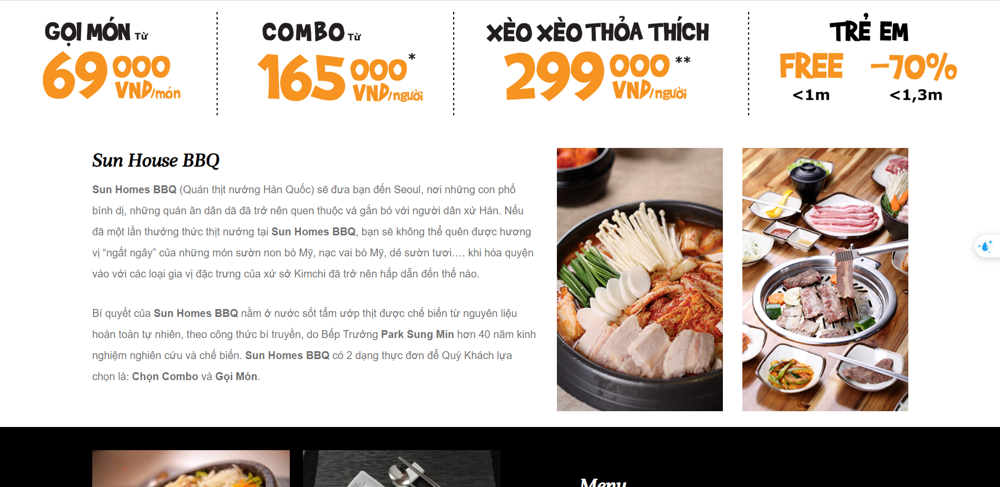 GỌI MÓN TỪ
69 000 VNĐ/món
COMBO TỪ
165 000* VNĐ/người
XÈO XÈO THỎA THÍCH
299 000** VNĐ/người
TRẺ EM
FREE -70%
<1m <1,3m
Sun House BBQ
Sun Homes BBQ (Quán thịt nướng Hàn Quốc) sẽ đưa bạn đến Seoul, nơi những con phố
bình dị, những quán ăn dân dã đã trở nên quen thuộc và gắn bó với người dân xứ Hàn. Nếu
đã một lần thưởng thức thịt nướng tại Sun Homes BBQ, bạn sẽ không thể quên được hương
vị “ngất ngây” của những món sườn non bò Mỹ, nạc vai bò Mỹ, dẻ sườn tươi…. khi hòa quyện
vào với các loại gia vị đặc trưng của xứ sở Kimchi đã trở nên hấp dẫn đến thế nào.
Bí quyết của Sun Homes BBQ nằm ở nước sốt tẩm ướp thịt được chế biến từ nguyên liệu
hoàn toàn tự nhiên, theo công thức bí truyền, do Bếp Trưởng Park Sung Min hơn 40 năm kinh
nghiệm nghiên cứu và chế biến. Sun Homes BBQ có 2 dạng thực đơn để Quý Khách lựa
chọn là: Chọn Combo và Gọi Món.
Menu